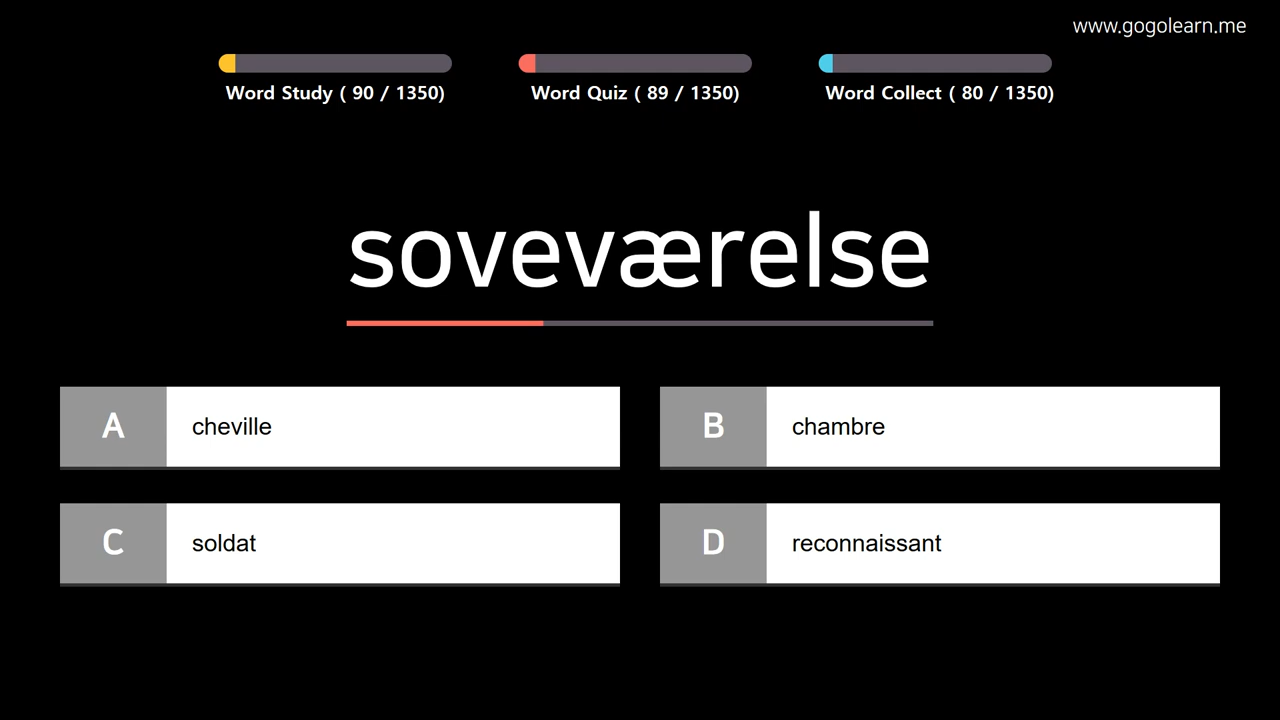 www.gogolearn.me
Word Study ( 90 / 1350)
Word Quiz ( 89 / 1350)
Word Collect ( 80 / 1350)
soveværelse
A cheville
B chambre
C soldat
D reconnaissant